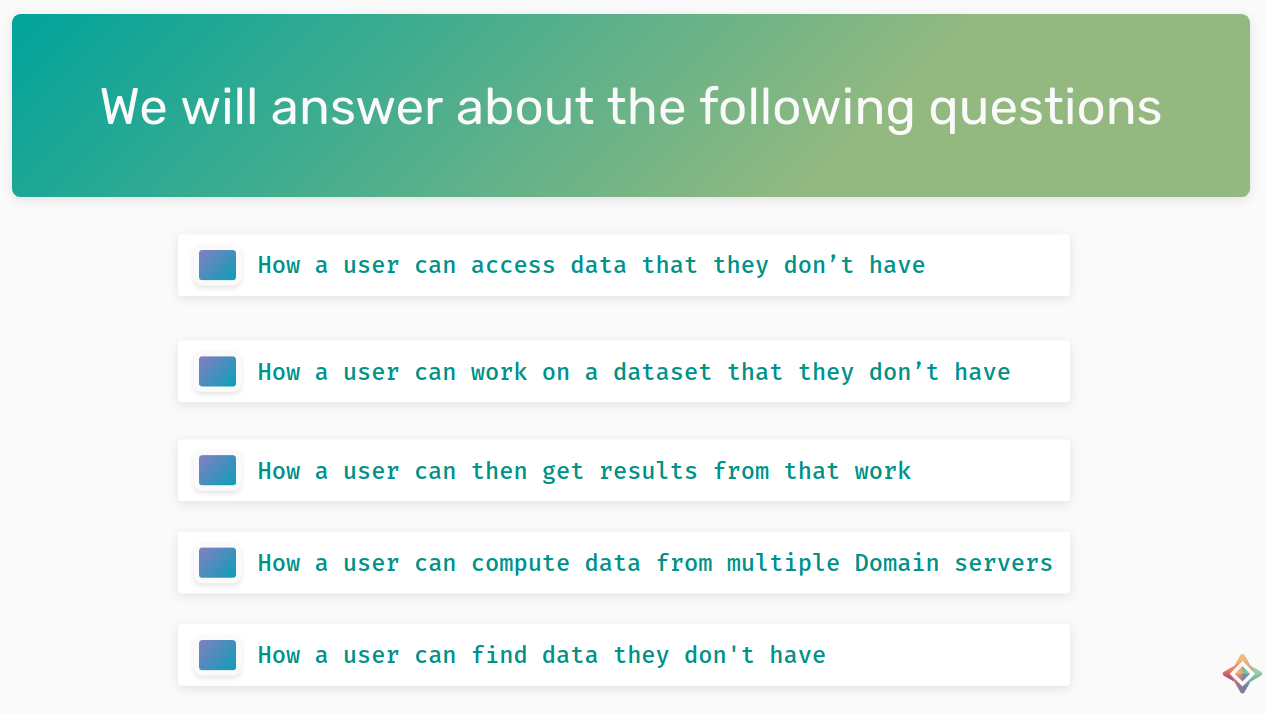 We will answer about the following questions
How a user can access data that they don’t have
How a user can work on a dataset that they don’t have
How a user can then get results from that work
How a user can compute data from multiple Domain servers
How a user can find data they don't have